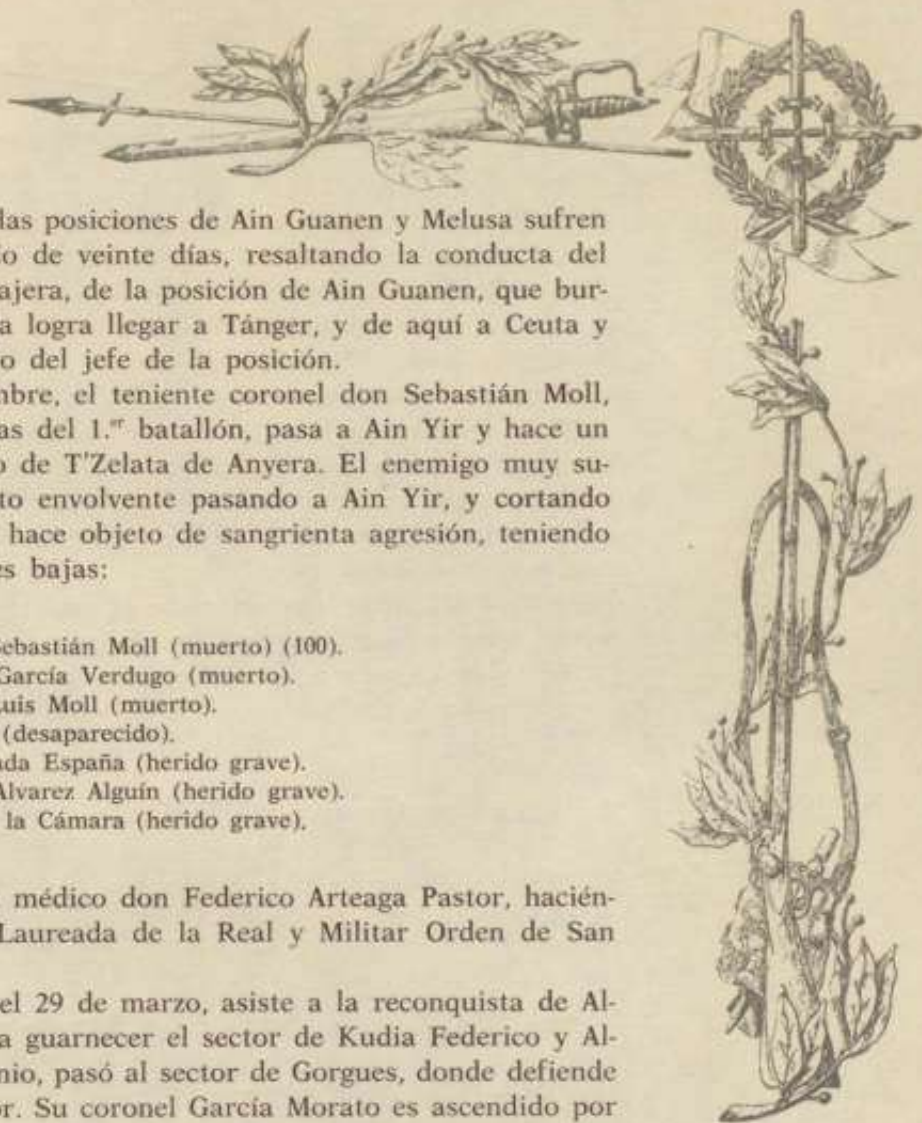 las posiciones de Ain Guanen y Melusa sufren
o de veinte días, resaltando la conducta del
ajera, de la posición de Ain Guanen, que bur-
a logra llegar a Tánger, y de aquí a Ceuta y
o del jefe de la posición.
mbre, el teniente coronel don Sebastián Moll,
as del 1.er batallón, pasa a Ain Yir y hace un
o de T'Zelata de Anyera. El enemigo muy su-
to envolvente pasando a Ain Yir, y cortando
hace objeto de sangrienta agresión, teniendo
es bajas:
Sebastián Moll (muerto) (100).
García Verdugo (muerto).
Luis Moll (muerto).
(desaparecido).
ada España (herido grave).
Alvarez Alguín (herido grave).
la Cámara (herido grave).
médico don Federico Arteaga Pastor, hacién-
Laureada de la Real y Militar Orden de San
el 29 de marzo, asiste a la reconquista de Al-
a guarnecer el sector de Kudia Federico y Al-
nio, pasó al sector de Gorgues, donde defiende
or. Su coronel García Morato es ascendido por